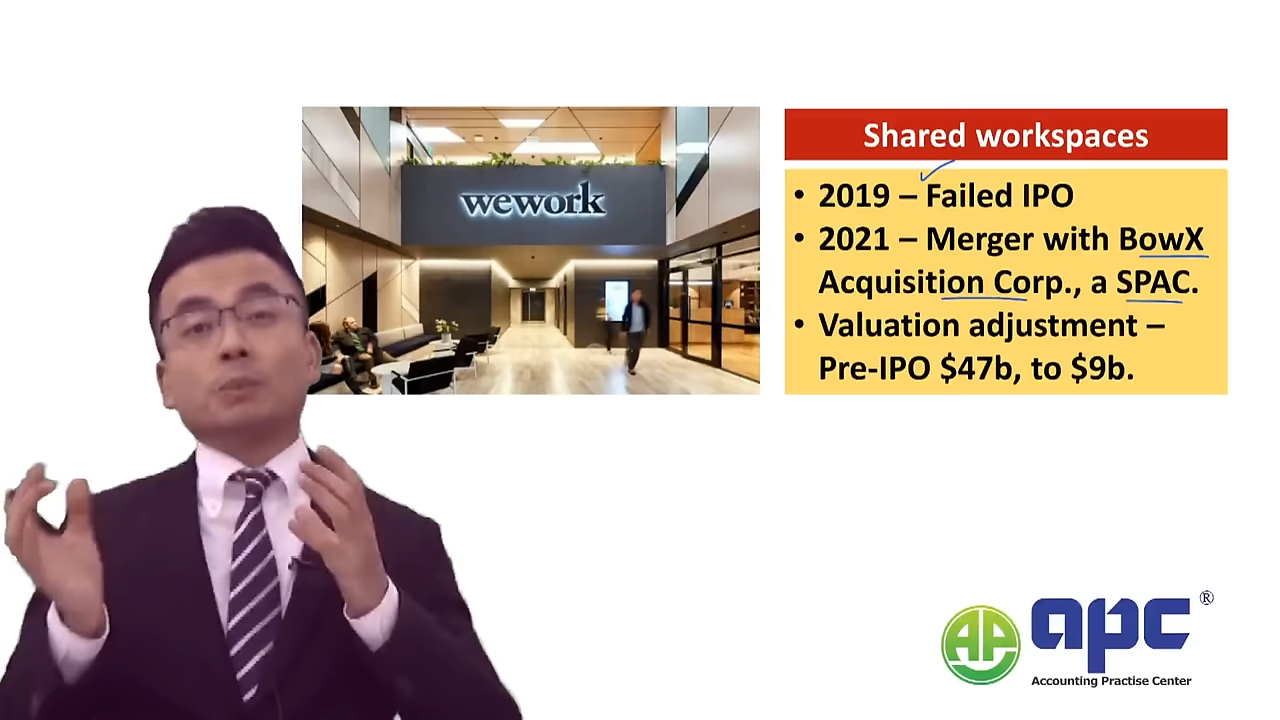 wework
Shared workspaces
• 2019 – Failed IPO
• 2021 – Merger with BowX
Acquisition Corp., a SPAC.
• Valuation adjustment –
Pre-IPO $47b, to $9b.
AP apc ®
Accounting Practise Center